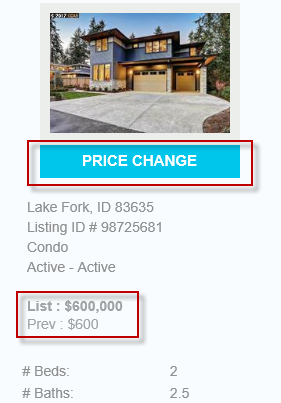 PRICE CHANGE
Lake Fork, ID 83635
Listing ID # 98725681
Condo
Active - Active
List : $600,000
Prev : $600
# Beds: 2
# Baths: 2.5